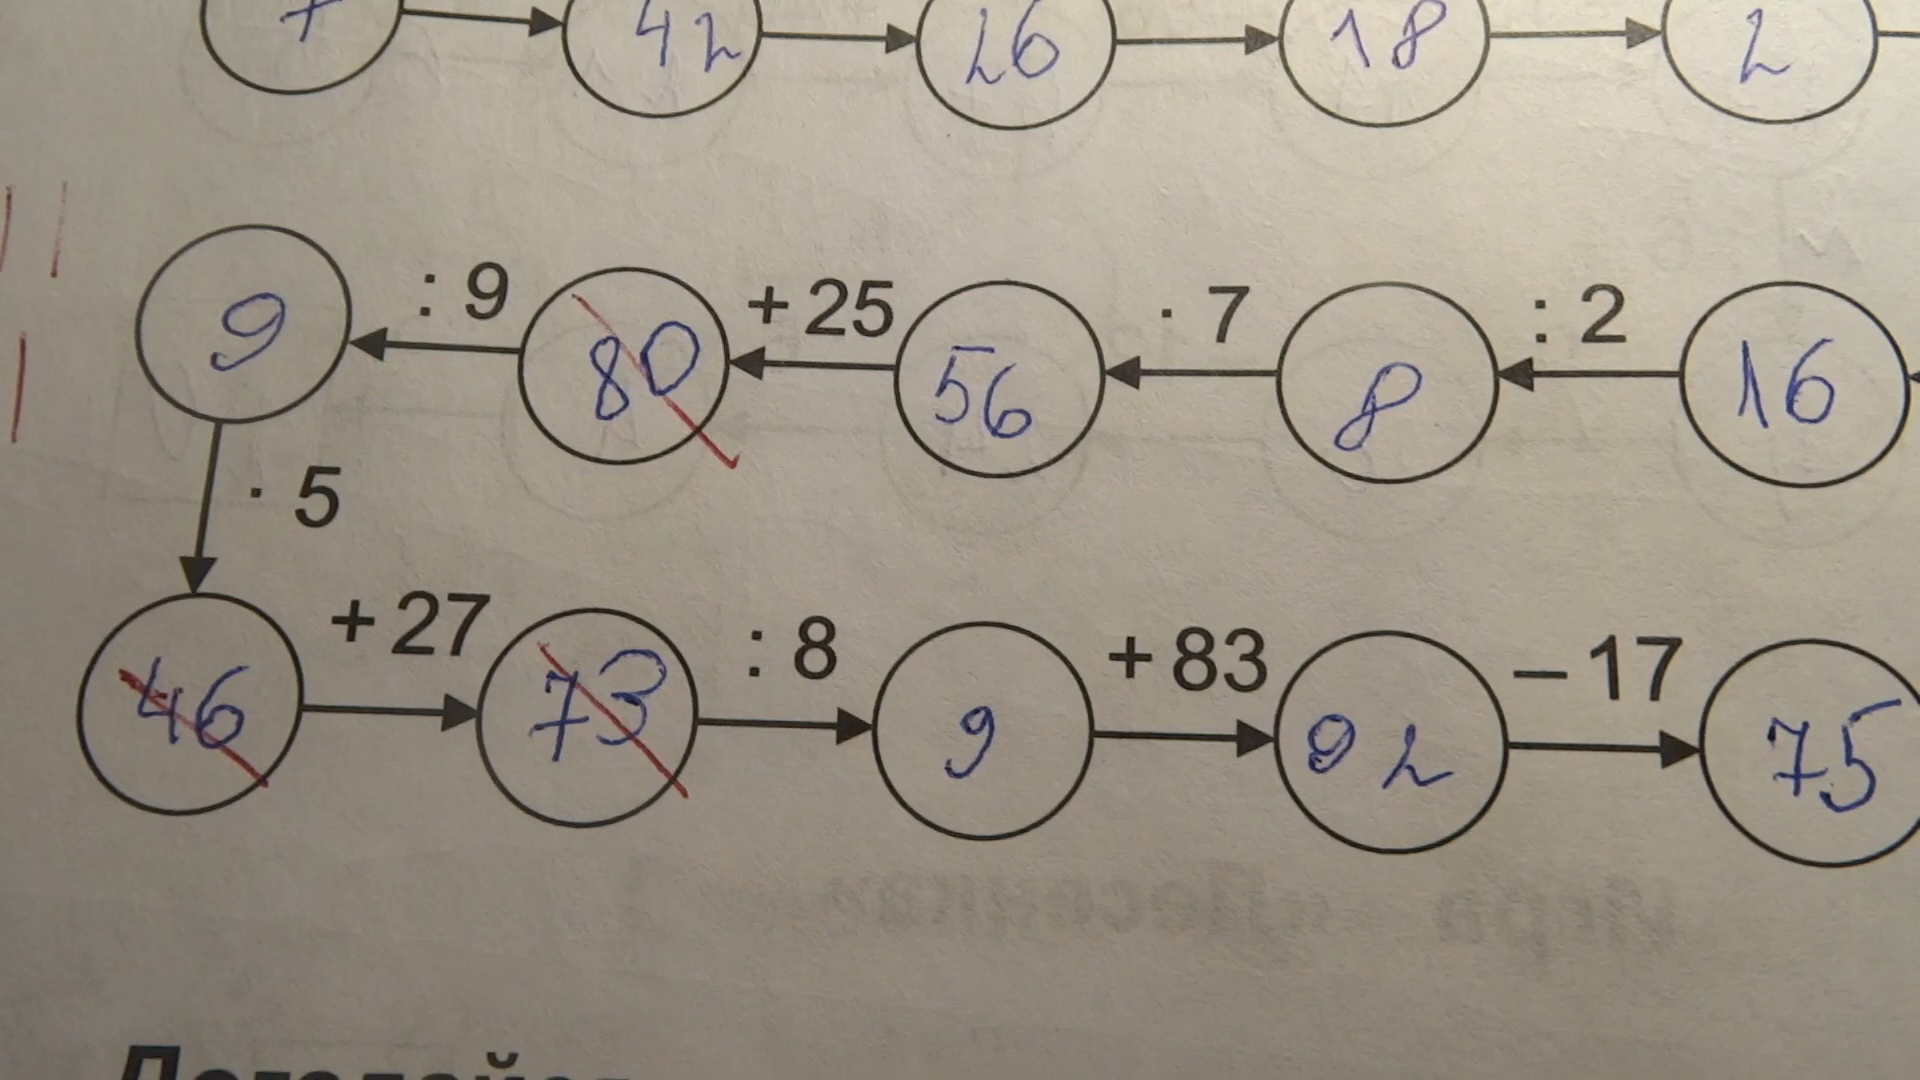 7 42 26 18 2
9 : 9 80 + 25 56 · 7 8 : 2 16
· 5
46 + 27 73 : 8 9 + 83 92 – 17 75